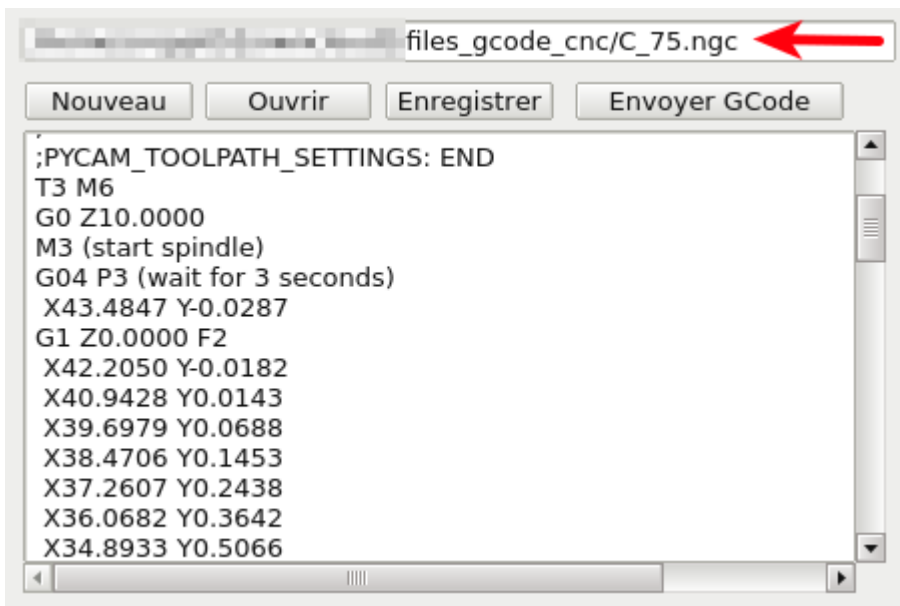 files_gcode_cnc/C_75.ngc
Nouveau Ouvrir Enregistrer Envoyer GCode
;
;PYCAM_TOOLPATH_SETTINGS: END
T3 M6
G0 Z10.0000
M3 (start spindle)
G04 P3 (wait for 3 seconds)
X43.4847 Y-0.0287
G1 Z0.0000 F2
X42.2050 Y-0.0182
X40.9428 Y0.0143
X39.6979 Y0.0688
X38.4706 Y0.1453
X37.2607 Y0.2438
X36.0682 Y0.3642
X34.8933 Y0.5066